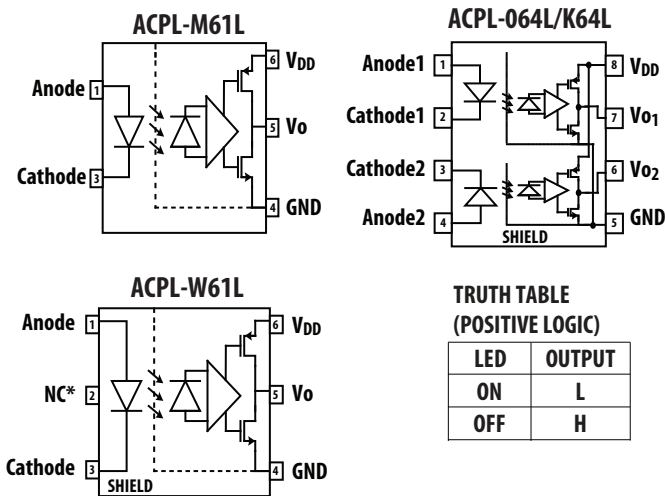 ACPL-M61L
Anode 1
Cathode 3
6 VDD
5 Vo
4 GND
ACPL-064L/K64L
Anode1 1
Cathode1 2
Cathode2 3
Anode2 4
8 VDD
7 Vo1
6 Vo2
5 GND
SHIELD
ACPL-W61L
Anode 1
NC* 2
Cathode 3
6 VDD
5 Vo
4 GND
SHIELD
TRUTH TABLE
(POSITIVE LOGIC)
LED OUTPUT
ON L
OFF H